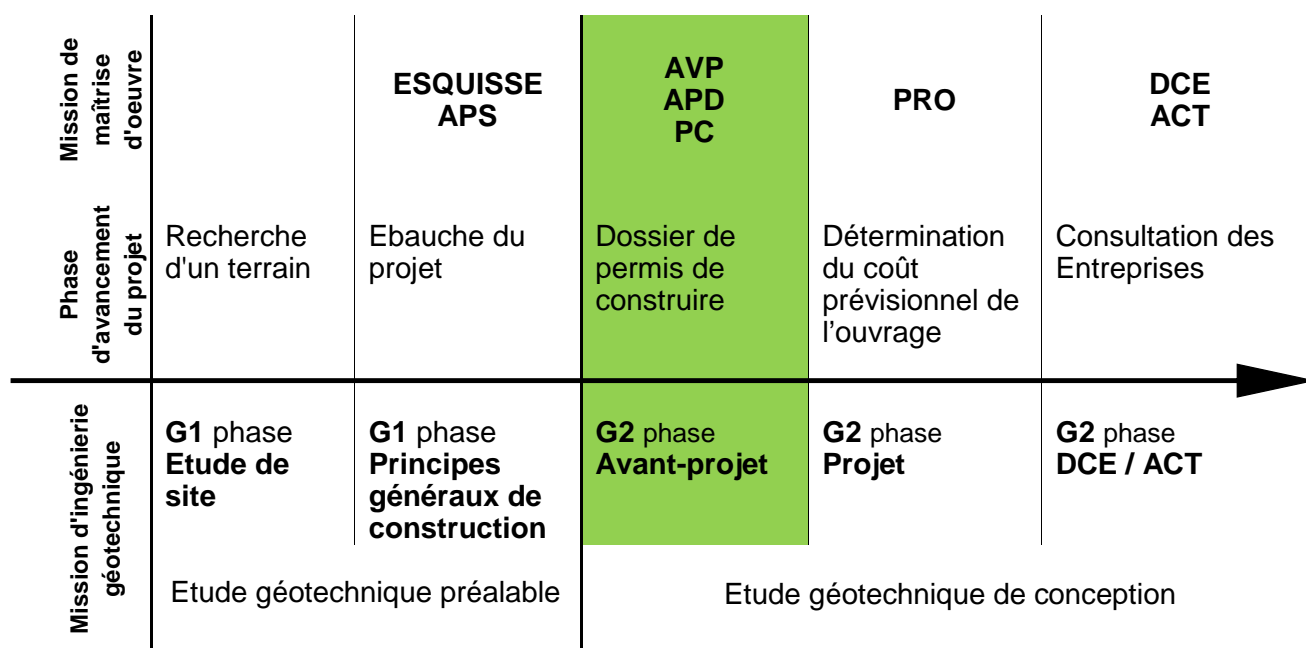 Mission de
maîtrise
d'oeuvre
ESQUISSE
APS
AVP
APD
PC
PRO
DCE
ACT
Phase
d'avancement
du projet
Recherche
d'un terrain
Ebauche du
projet
Dossier de
permis de
construire
Détermination
du coût
prévisionnel de
l’ouvrage
Consultation des
Entreprises
Mission d'ingénierie
géotechnique
G1 phase
Etude de
site
G1 phase
Principes
généraux de
construction
G2 phase
Avant-projet
G2 phase
Projet
G2 phase
DCE / ACT
Etude géotechnique préalable
Etude géotechnique de conception